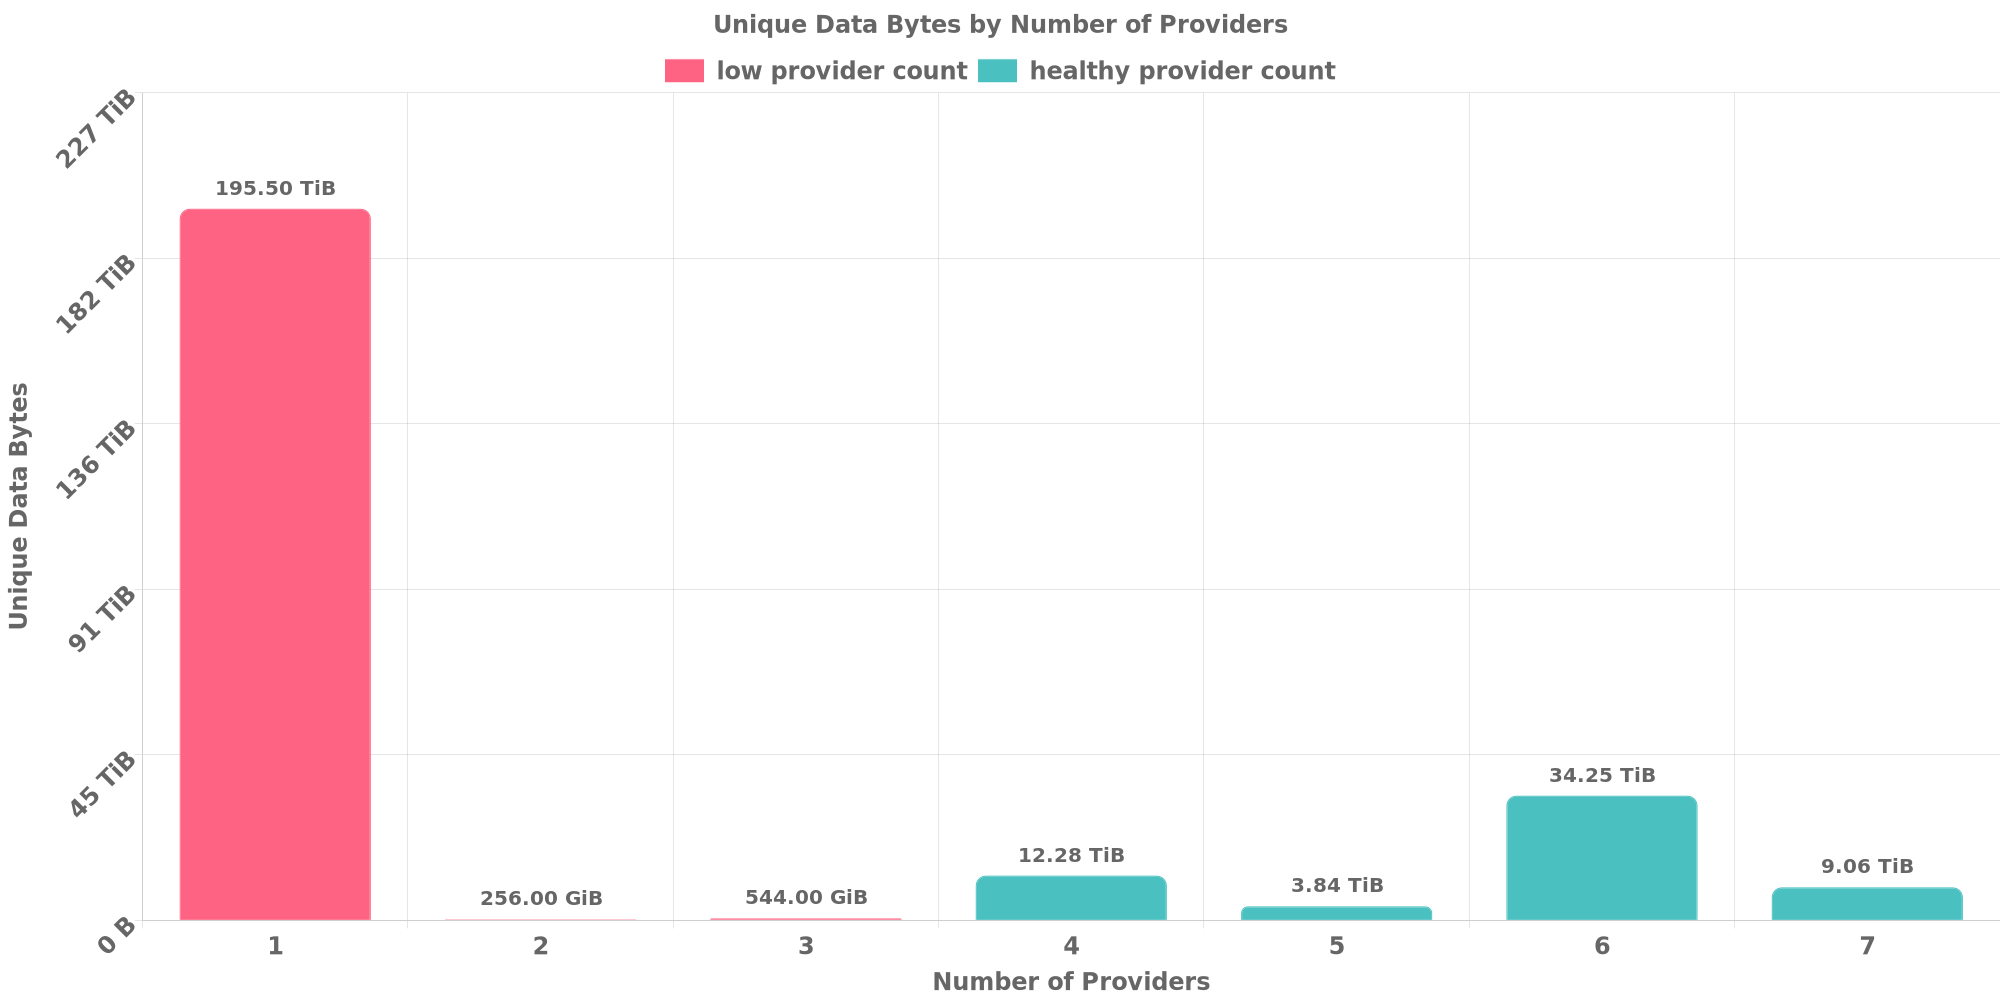 Unique Data Bytes by Number of Providers
low provider count healthy provider count
227 TiB
182 TiB
136 TiB
91 TiB
45 TiB
0 B
Unique Data Bytes
195.50 TiB
256.00 GiB
544.00 GiB
12.28 TiB
3.84 TiB
34.25 TiB
9.06 TiB
1 2 3 4 5 6 7
Number of Providers